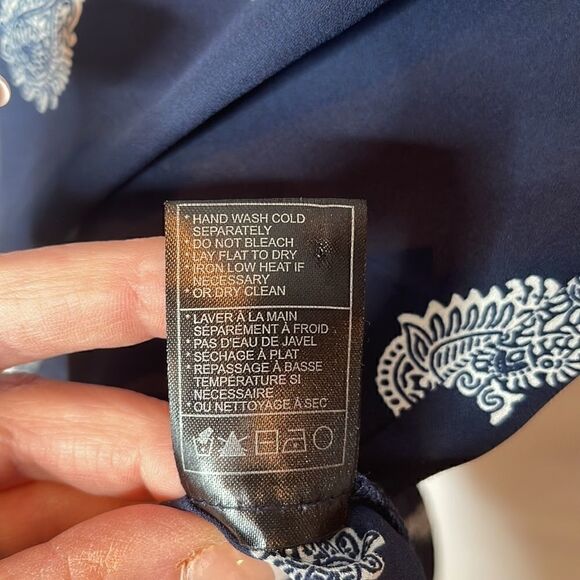 * HAND WASH COLD
SEPARATELY
* DO NOT BLEACH
* LAY FLAT TO DRY
* IRON LOW HEAT IF
NECESSARY
* OR DRY CLEAN
* LAVER À LA MAIN
SÉPARÉMENT À FROID
* PAS D'EAU DE JAVEL
* SÉCHAGE À PLAT
REPASSAGE À BASSE
TEMPÉRATURE SI
NÉCESSAIRE
OU NETTOYAGE À SEC